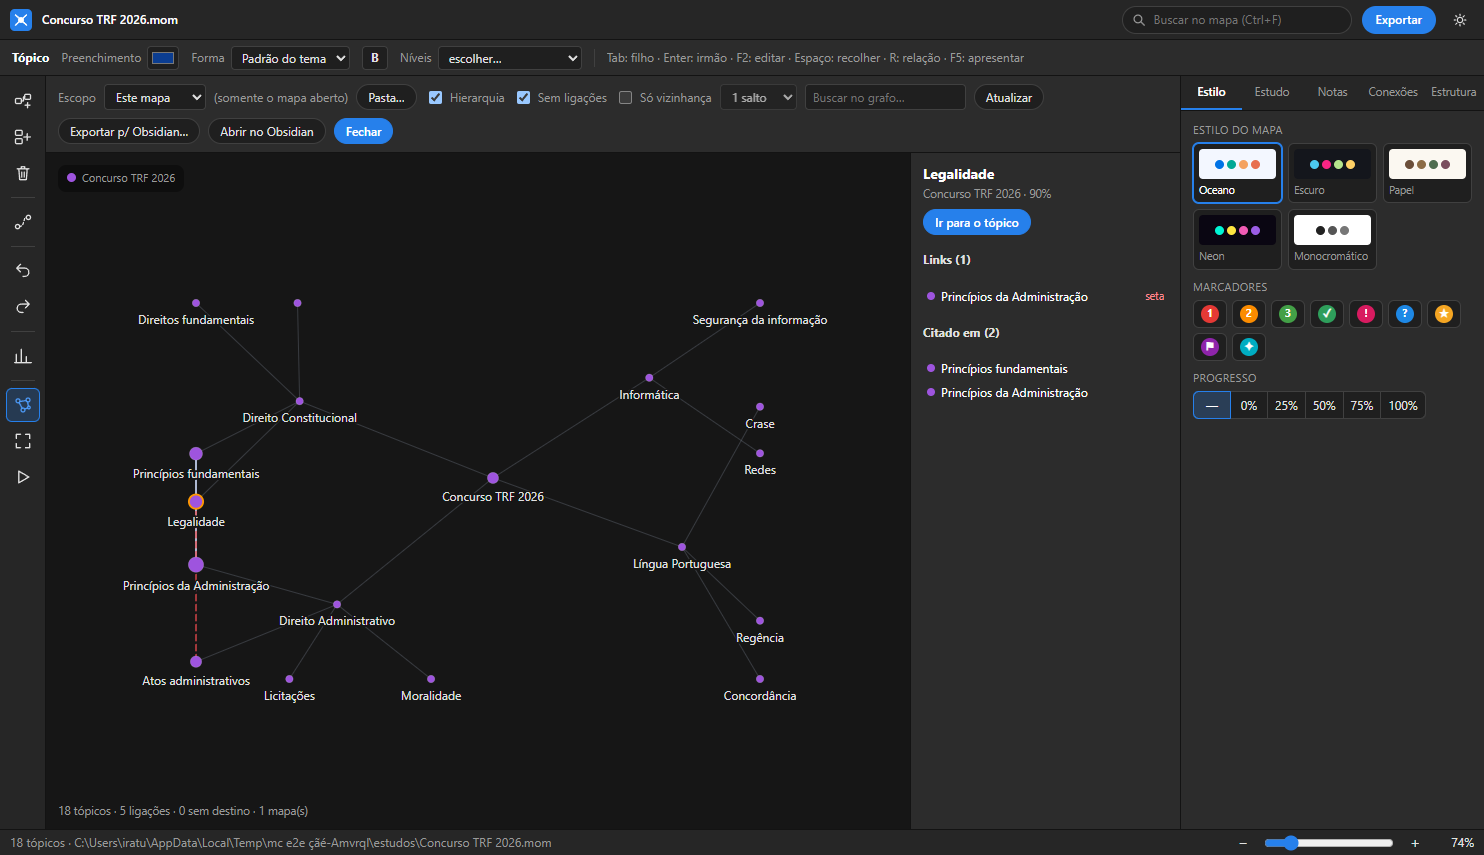 Concurso TRF 2026.mom
Buscar no mapa (Ctrl+F)
Exportar
Tópico
Preenchimento
Forma
Padrão do tema
B
Níveis
escolher...
Tab: filho · Enter: irmão · F2: editar · Espaço: recolher · R: relação · F5: apresentar
Escopo
Este mapa
(somente o mapa aberto)
Pasta...
Hierarquia
Sem ligações
Só vizinhança
1 salto
Buscar no grafo...
Atualizar
Exportar p/ Obsidian...
Abrir no Obsidian
Fechar
Concurso TRF 2026
Direitos fundamentais
Segurança da informação
Informática
Direito Constitucional
Crase
Princípios fundamentais
Redes
Concurso TRF 2026
Legalidade
Língua Portuguesa
Princípios da Administração
Direito Administrativo
Regência
Atos administrativos
Licitações
Moralidade
Concordância
18 tópicos · 5 ligações · 0 sem destino · 1 mapa(s)
Legalidade
Concurso TRF 2026 · 90%
Ir para o tópico
Links (1)
Princípios da Administração
seta
Citado em (2)
Princípios fundamentais
Princípios da Administração
Estilo
Estudo
Notas
Conexões
Estrutura
ESTILO DO MAPA
Oceano
Escuro
Papel
Neon
Monocromático
MARCADORES
1
2
3
!
?
PROGRESSO
—
0%
25%
50%
75%
100%
18 tópicos · C:\Users\iratu\AppData\Local\Temp\mc e2e çãé-Amvrql\estudos\Concurso TRF 2026.mom
74%